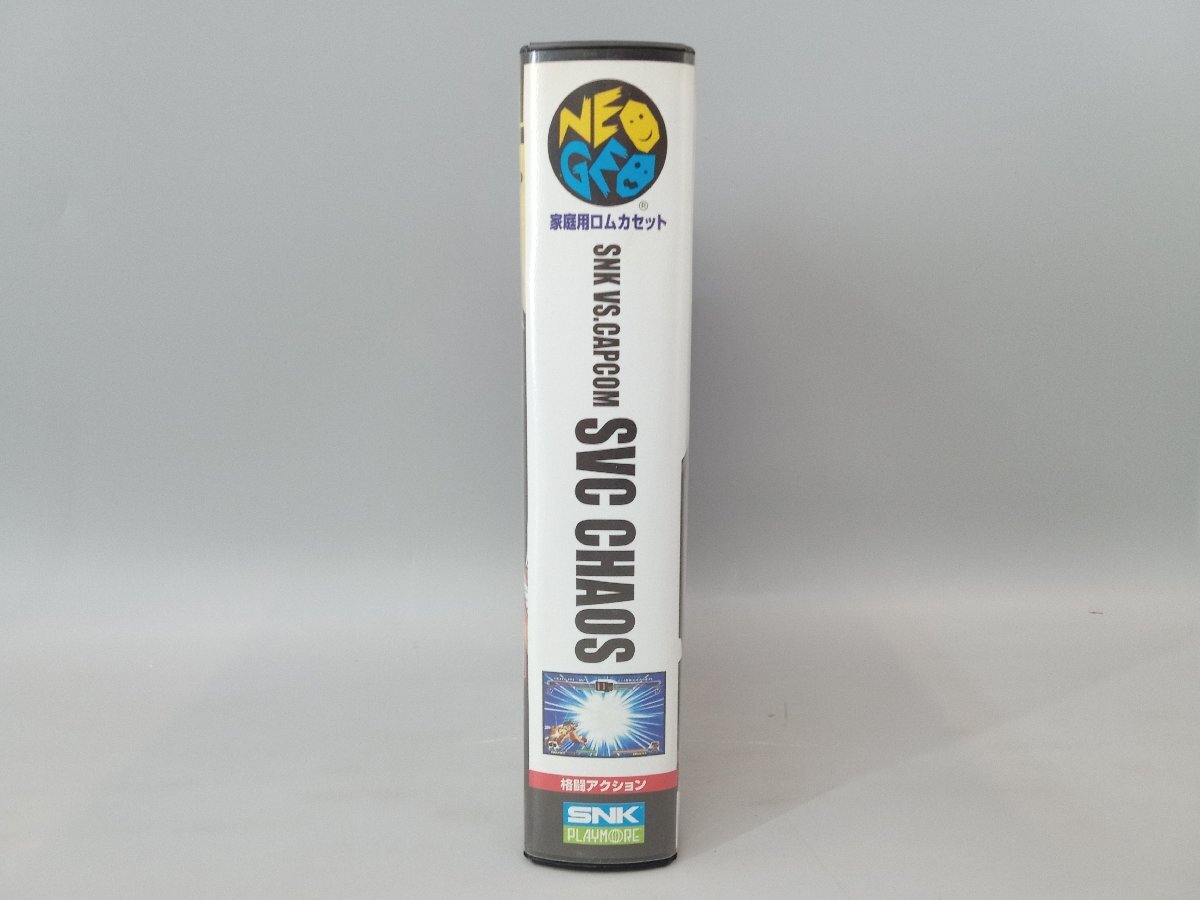 NEO
GEO
®
家庭用ロムカセット
SNK VS.CAPCOM
SVC CHAOS
格闘アクション
SNK
PLAYMORE